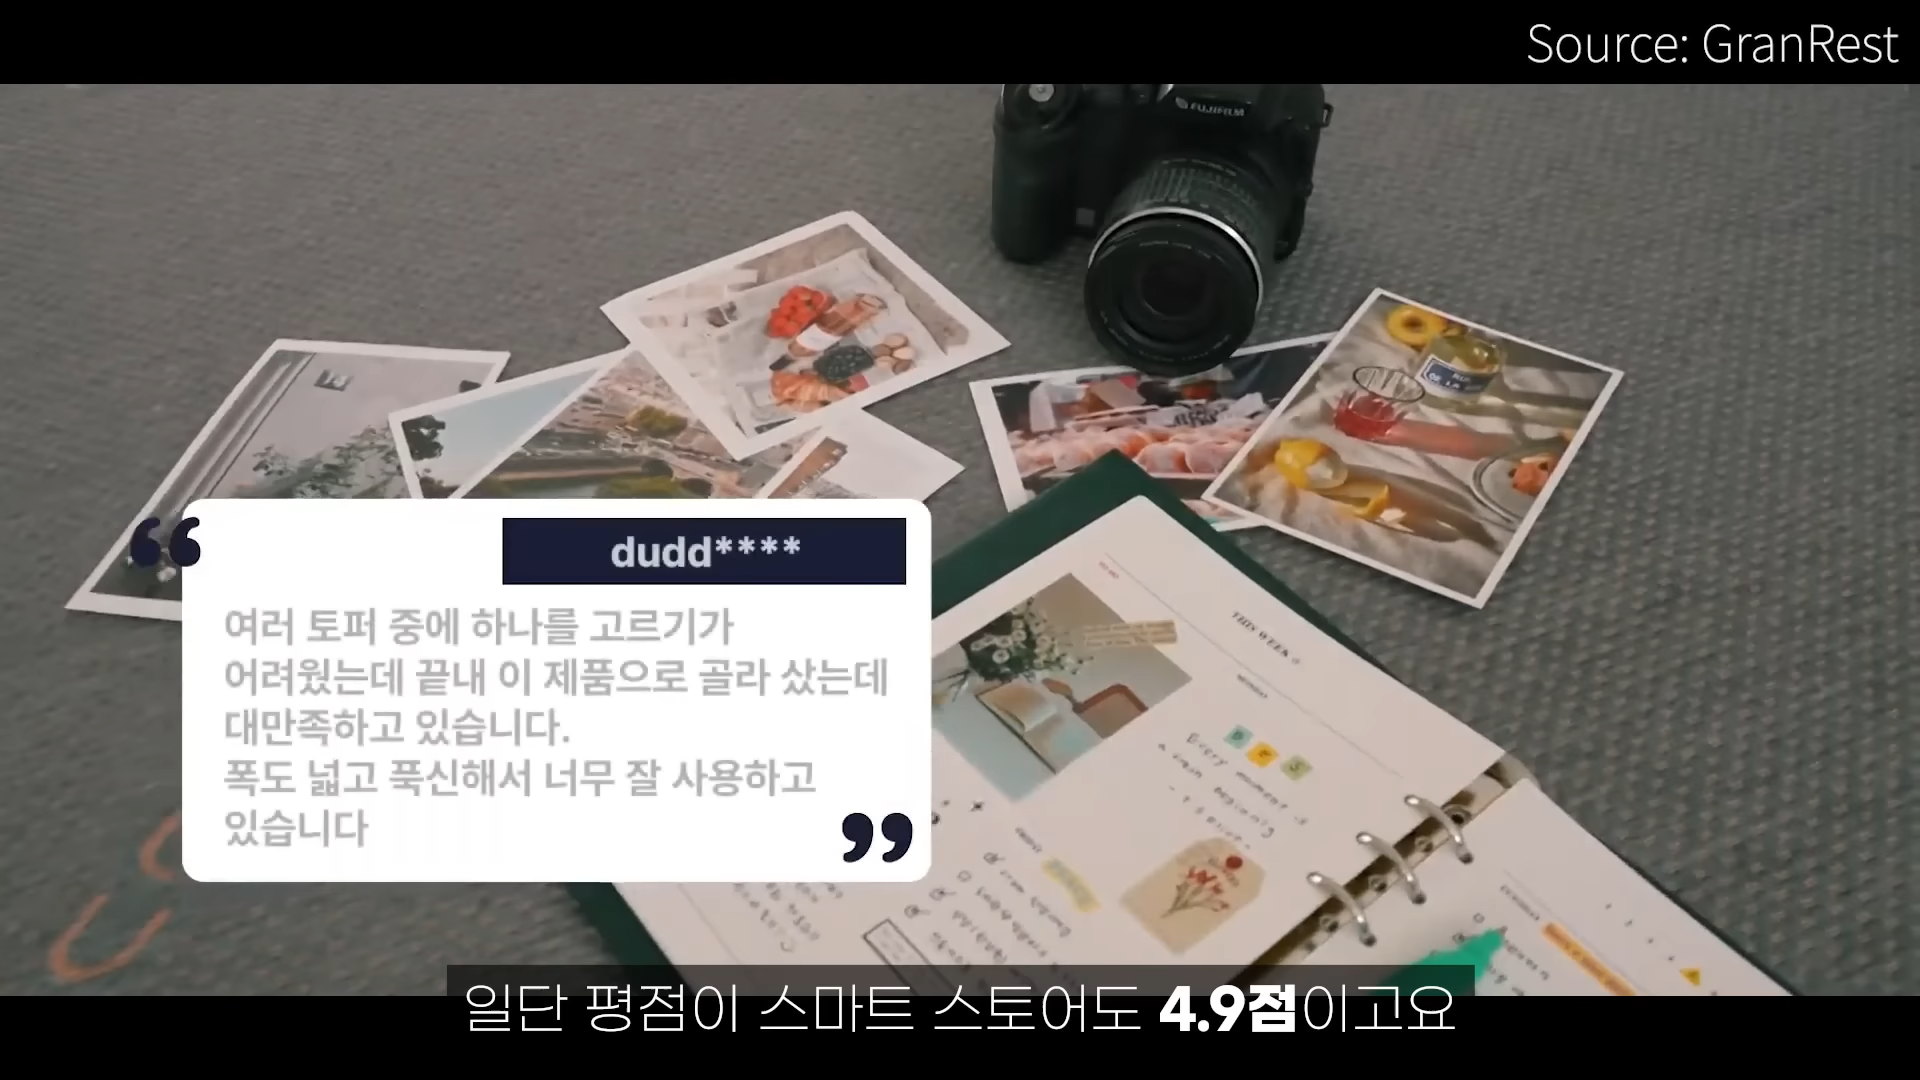 Source: GranRest
FUJIFILM
dudd****
여러 토퍼 중에 하나를 고르기가
어려웠는데 끝내 이 제품으로 골라 샀는데
대만족하고 있습니다.
폭도 넓고 푹신해서 너무 잘 사용하고
있습니다
THIS WEEK
일단 평점이 스마트 스토어도 4.9점이고요